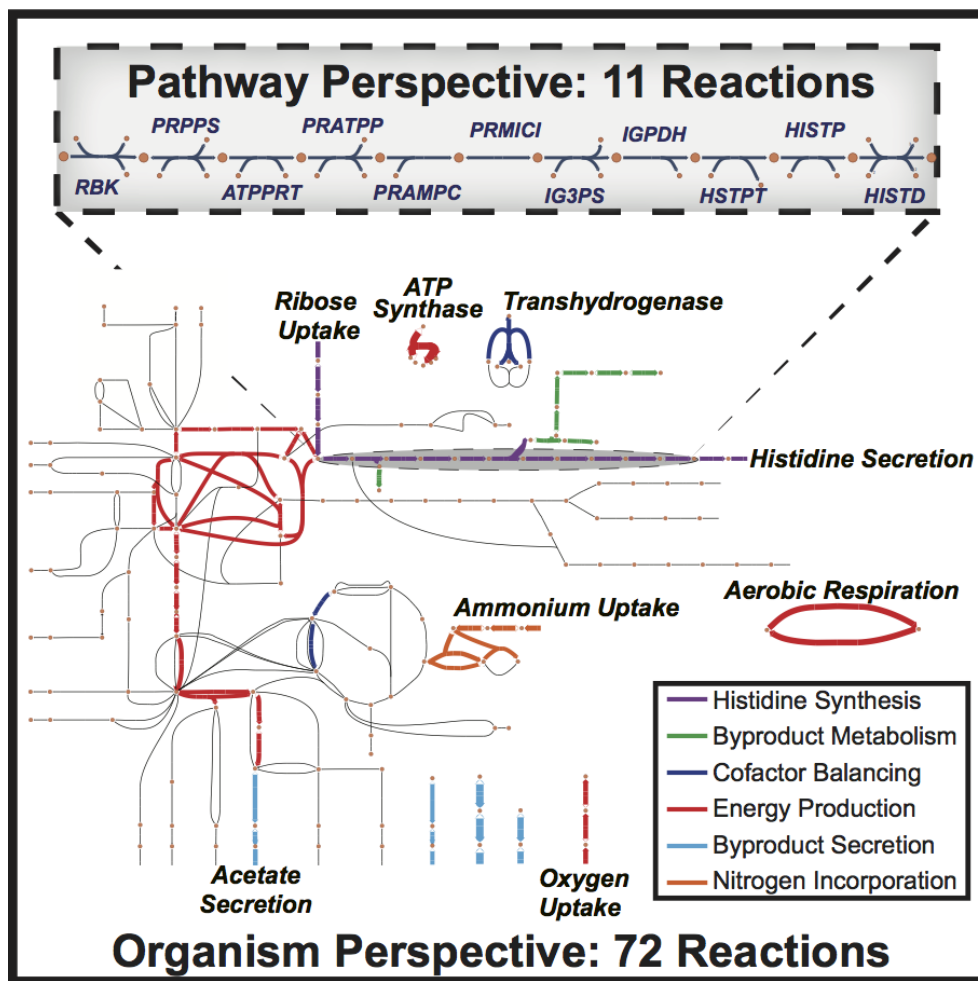 Pathway Perspective: 11 Reactions
PRPPS
PRATPP
PRMICI
IGPDH
HISTP
RBK
ATPPRT
PRAMPC
IG3PS
HSTPT
HISTD
Ribose
Uptake
ATP
Synthase
Transhydrogenase
Histidine Secretion
Ammonium Uptake
Aerobic Respiration
Histidine Synthesis
Byproduct Metabolism
Cofactor Balancing
Energy Production
Byproduct Secretion
Nitrogen Incorporation
Acetate
Secretion
Oxygen
Uptake
Organism Perspective: 72 Reactions